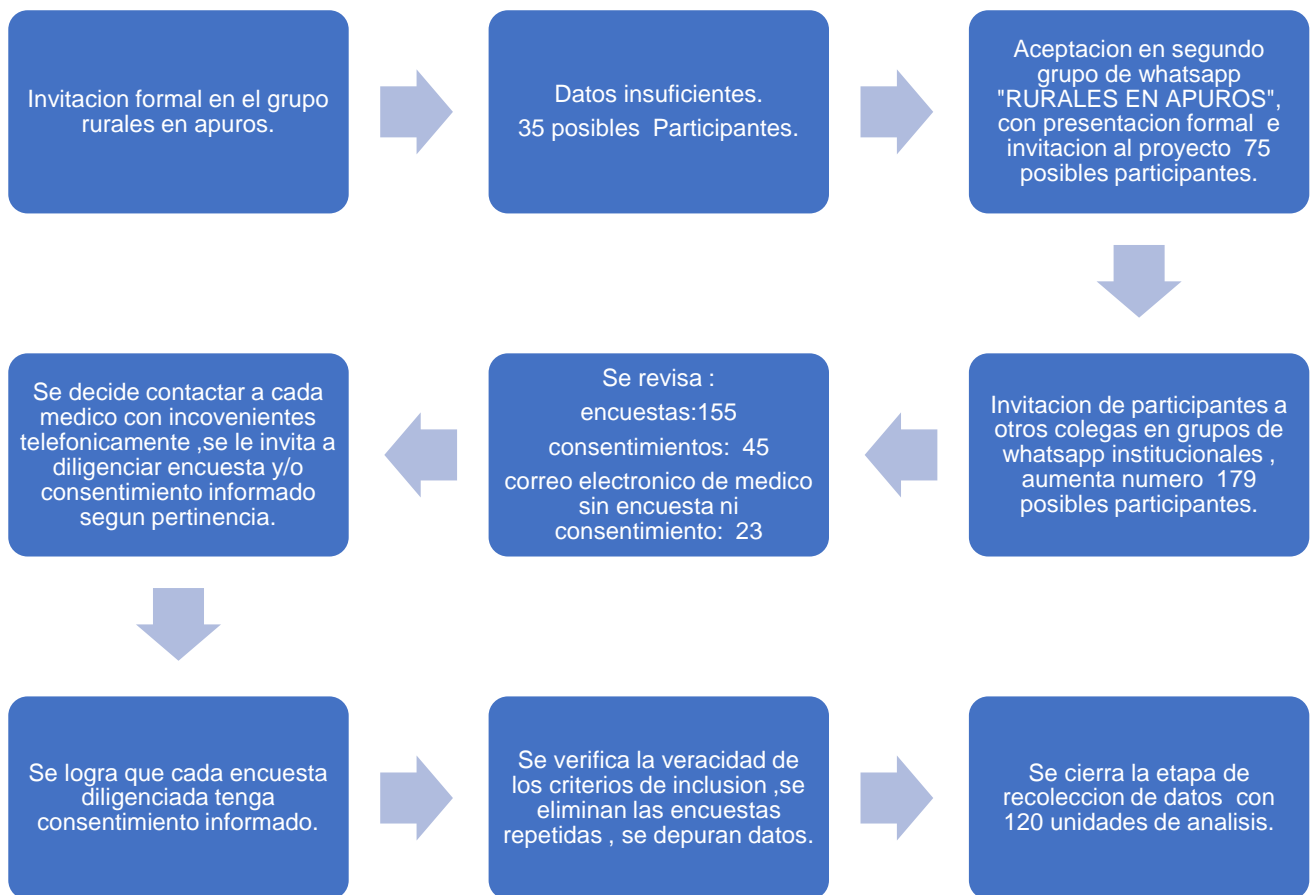 Invitacion formal en el grupo
rurales en apuros.
Datos insuficientes.
35 posibles Participantes.
Aceptacion en segundo
grupo de whatsapp
"RURALES EN APUROS",
con presentacion formal e
invitacion al proyecto 75
posibles participantes.
Invitacion de participantes a
otros colegas en grupos de
whatsapp institucionales ,
aumenta numero 179
posibles participantes.
Se revisa :
encuestas:155
consentimientos: 45
correo electronico de medico
sin encuesta ni
consentimiento: 23
Se decide contactar a cada
medico con incovenientes
telefonicamente ,se le invita a
diligenciar encuesta y/o
consentimiento informado
segun pertinencia.
Se logra que cada encuesta
diligenciada tenga
consentimiento informado.
Se verifica la veracidad de
los criterios de inclusion ,se
eliminan las encuestas
repetidas , se depuran datos.
Se cierra la etapa de
recoleccion de datos con
120 unidades de analisis.